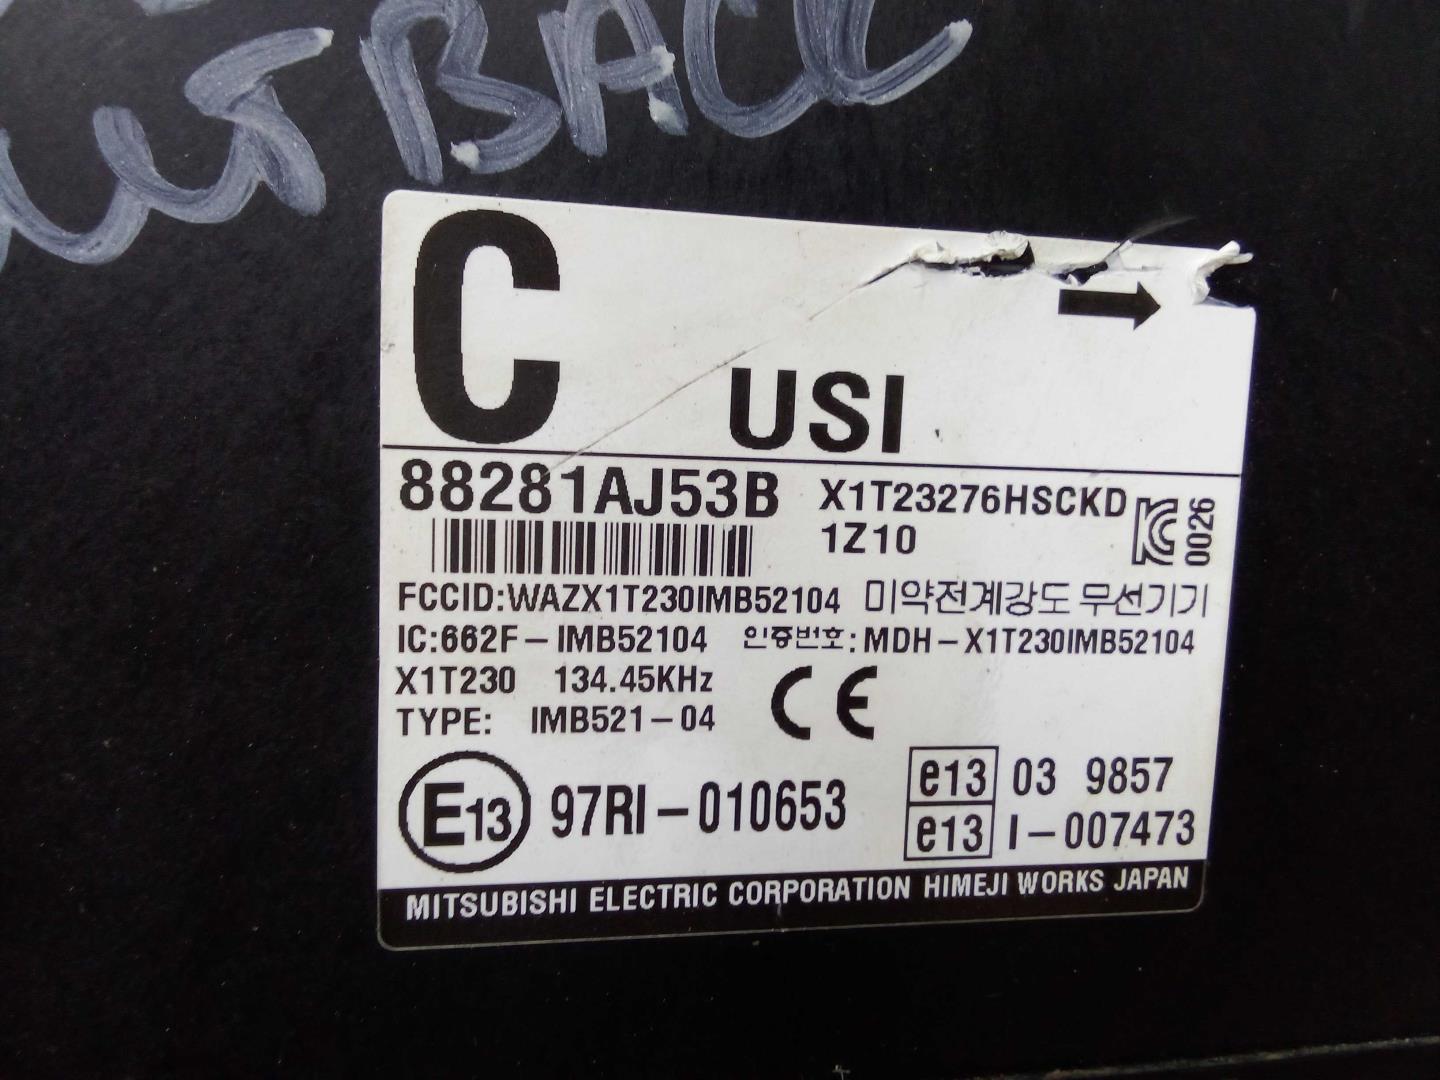 OUTBACK
C
USI
88281AJ53B
X1T23276HSCKD
1Z10
0026
FCCID:WAZX1T230IMB52104 미약전계강도 무선기기
IC:662F-IMB52104 인증번호: MDH-X1T230IMB52104
X1T230 134.45KHz
TYPE: IMB521-04
CE
E13 97RI-010653
e13 03 9857
e13 I-007473
MITSUBISHI ELECTRIC CORPORATION HIMEJI WORKS JAPAN